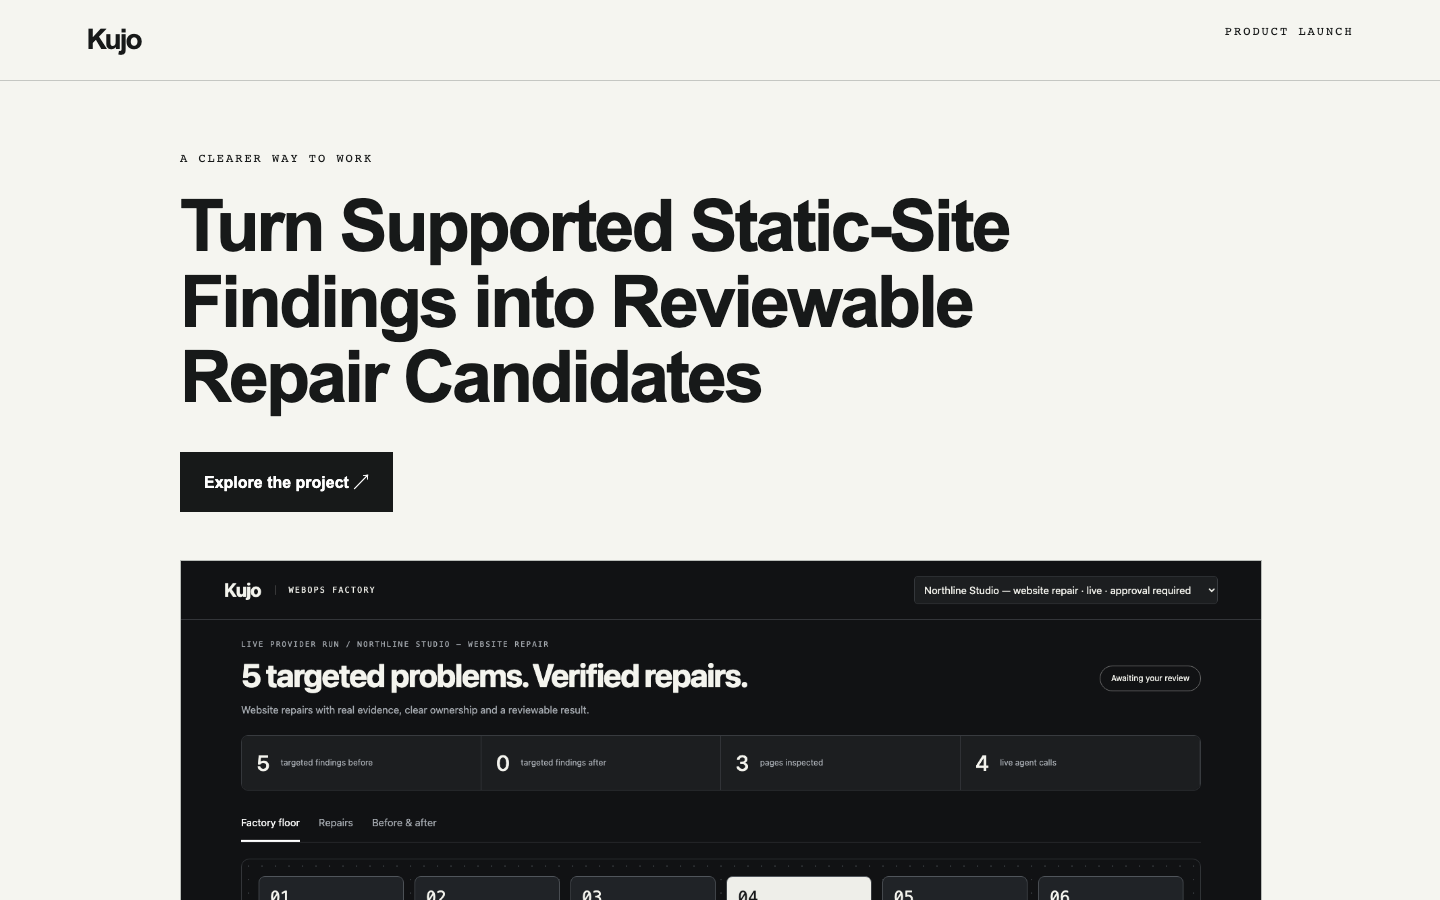 Kujo
PRODUCT LAUNCH
A CLEARER WAY TO WORK
Turn Supported Static-Site
Findings into Reviewable
Repair Candidates
Explore the project ↗
Kujo
WEBOPS FACTORY
Northline Studio — website repair · live · approval required
LIVE PROVIDER RUN / NORTHLINE STUDIO — WEBSITE REPAIR
5 targeted problems. Verified repairs.
Awaiting your review
Website repairs with real evidence, clear ownership and a reviewable result.
5 targeted findings before
0 targeted findings after
3 pages inspected
4 live agent calls
Factory floor Repairs Before & after
01 02 03 04 05 06